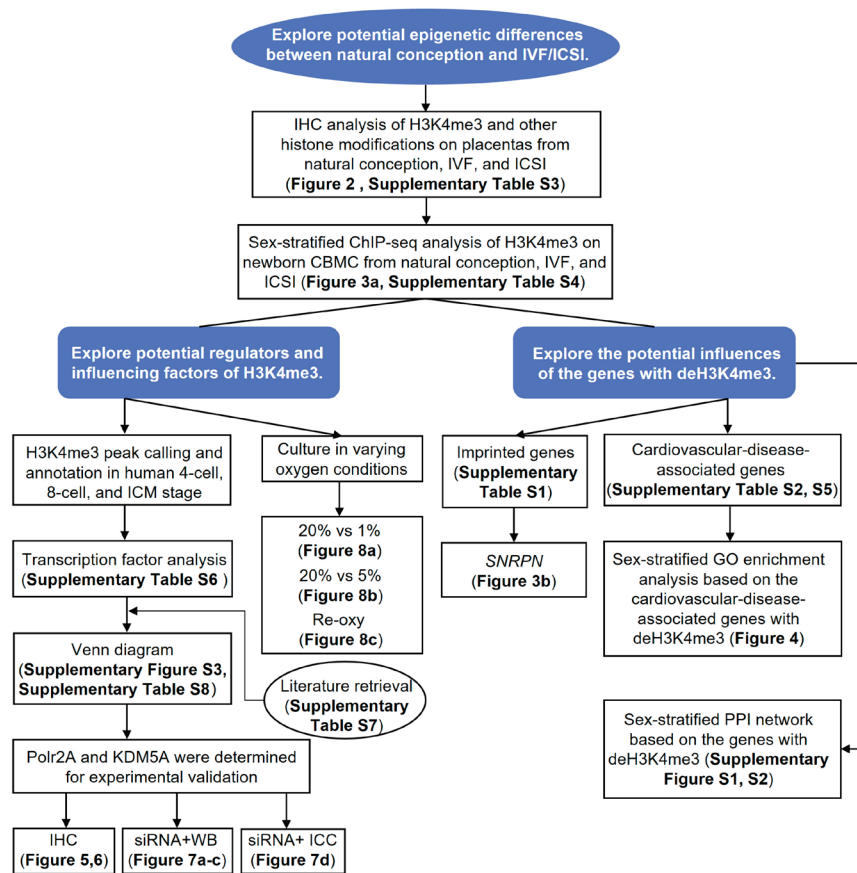 Explore potential epigenetic differences
between natural conception and IVF/ICSI.
IHC analysis of H3K4me3 and other
histone modifications on placentas from
natural conception, IVF, and ICSI
(Figure 2 , Supplementary Table S3)
Sex-stratified ChIP-seq analysis of H3K4me3 on
newborn CBMC from natural conception, IVF, and
ICSI (Figure 3a, Supplementary Table S4)
Explore potential regulators and
influencing factors of H3K4me3.
Explore the potential influences
of the genes with deH3K4me3.
H3K4me3 peak calling and
annotation in human 4-cell,
8-cell, and ICM stage
Culture in varying
oxygen conditions
Imprinted genes
(Supplementary
Table S1)
Cardiovascular-disease-
associated genes
(Supplementary Table S2, S5)
Transcription factor analysis
(Supplementary Table S6 )
20% vs 1%
(Figure 8a)
20% vs 5%
(Figure 8b)
Re-oxy
(Figure 8c)
SNRPN
(Figure 3b)
Sex-stratified GO enrichment
analysis based on the
cardiovascular-disease-
associated genes with
deH3K4me3 (Figure 4)
Venn diagram
(Supplementary Figure S3,
Supplementary Table S8)
Literature retrieval
(Supplementary
Table S7)
Sex-stratified PPI network
based on the genes with
deH3K4me3 (Supplementary
Figure S1, S2)
Polr2A and KDM5A were determined
for experimental validation
IHC
(Figure 5,6)
siRNA+WB
(Figure 7a-c)
siRNA+ ICC
(Figure 7d)